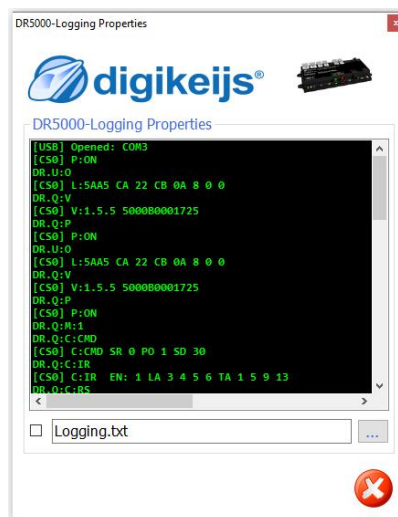 DR5000-Logging Properties
x
digikeijs®
DR5000-Logging Properties
[USB] Opened: COM3
[CS0] P:ON
DR.U:O
[CS0] L:5AA5 CA 22 CB 0A 8 0 0
DR.Q:V
[CS0] V:1.5.5 5000B0001725
DR.Q:P
[CS0] P:ON
DR.U:O
[CS0] L:5AA5 CA 22 CB 0A 8 0 0
DR.Q:V
[CS0] V:1.5.5 5000B0001725
DR.Q:P
[CS0] P:ON
DR.Q:M:1
DR.Q:C:CMD
[CS0] C:CMD SR 0 PO 1 SD 30
DR.Q:C:IR
[CS0] C:IR  EN: 1 LA 3 4 5 6 TA 1 5 9 13
DR.Q:C:RS
Logging.txt
...